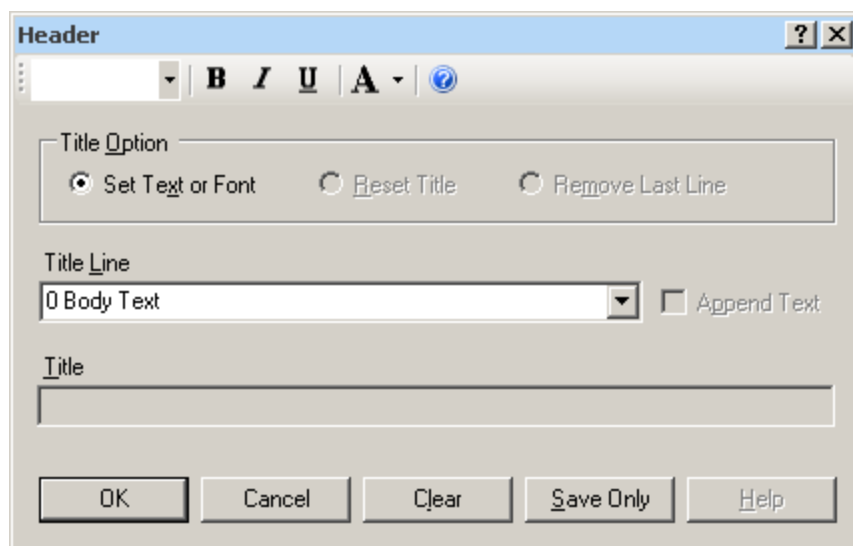 Header
B I U A
Title Option
Set Text or Font Reset Title Remove Last Line
Title Line
0 Body Text Append Text
Title
OK Cancel Clear Save Only Help